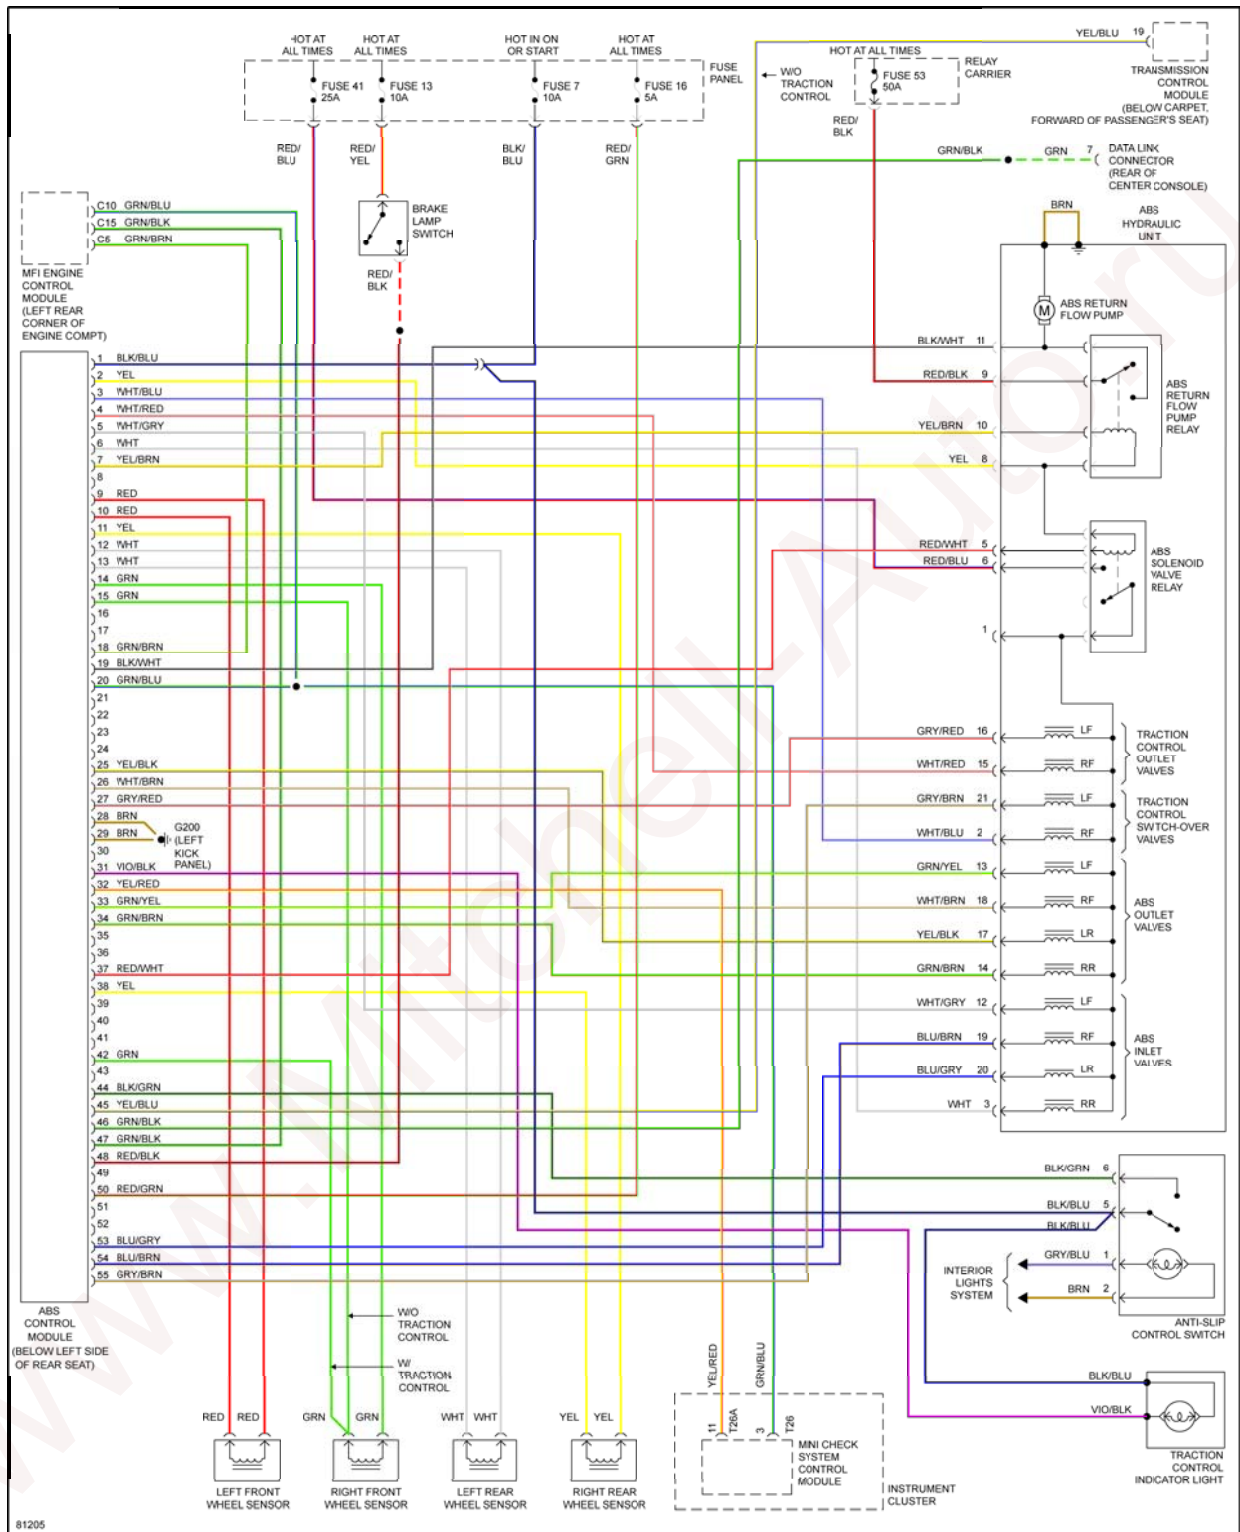 HOT AT
ALL TIMES
HOT AT
ALL TIMES
HOT IN ON
OR START
HOT AT
ALL TIMES
FUSE
PANEL
FUSE 41
25A
FUSE 13
10A
FUSE 7
10A
FUSE 16
5A
W/O
TRACTION
CONTROL
HOT AT ALL TIMES
FUSE 53
50A
RELAY
CARRIER
YEL/BLU 19
TRANSMISSION
CONTROL
MODULE
(BELOW CARPET,
FORWARD OF PASSENGER'S SEAT)
RED/
BLU
RED/
YEL
BLK/
BLU
RED/
GRN
RED/
BLK
GRN/BLK
GRN 7
DATA LINK
CONNECTOR
(REAR OF
CENTER CONSOLE)
C10 GRN/BLU
C15 GRN/BLK
C6 GRN/BRN
MFI ENGINE
CONTROL
MODULE
(LEFT REAR
CORNER OF
ENGINE COMPT)
BRAKE
LAMP
SWITCH
RED/
BLK
BRN
ABS
HYDRAULIC
UNIT
M
ABS RETURN
FLOW PUMP
BLK/WHT 11
RED/BLK 9
YEL/BRN 10
YEL 8
ABS
RETURN
FLOW
PUMP
RELAY
RED/WHT 5
RED/BLU 6
1
ABS
SOLENOID
VALVE
RELAY
1 BLK/BLU
2 YEL
3 WHT/BLU
4 WHT/RED
5 WHT/GRY
6 WHT
7 YEL/BRN
8
9 RED
10 RED
11 YEL
12 WHT
13 WHT
14 GRN
15 GRN
16
17
18 GRN/BRN
19 BLK/WHT
20 GRN/BLU
21
22
23
24
25 YEL/BLK
26 WHT/BRN
27 GRY/RED
28 BRN
29 BRN
30
31 VIO/BLK
32 YEL/RED
33 GRN/YEL
34 GRN/BRN
35
36
37 RED/WHT
38 YEL
39
40
41
42 GRN
43
44 BLK/GRN
45 YEL/BLU
46 GRN/BLK
47 GRN/BLK
48 RED/BLK
49
50 RED/GRN
51
52
53 BLU/GRY
54 BLU/BRN
55 GRY/BRN
G200
(LEFT
KICK
PANEL)
ABS
CONTROL
MODULE
(BELOW LEFT SIDE
OF REAR SEAT)
GRY/RED 16 LF
WHT/RED 15 RF
TRACTION
CONTROL
OUTLET
VALVES
GRY/BRN 21 LF
WHT/BLU 2 RF
TRACTION
CONTROL
SWITCH-OVER
VALVES
GRN/YEL 13 LF
WHT/BRN 18 RF
YEL/BLK 17 LR
GRN/BRN 14 RR
ABS
OUTLET
VALVES
WHT/GRY 12 LF
BLU/BRN 19 RF
BLU/GRY 20 LR
WHT 3 RR
ABS
INLET
VALVES
BLK/GRN 6
BLK/BLU 5
BLK/BLU
GRY/BLU 1
BRN 2
INTERIOR
LIGHTS
SYSTEM
ANTI-SLIP
CONTROL SWITCH
BLK/BLU
VIO/BLK
TRACTION
CONTROL
INDICATOR LIGHT
W/O
TRACTION
CONTROL
W/
TRACTION
CONTROL
RED RED
GRN GRN
WHT WHT
YEL YEL
LEFT FRONT
WHEEL SENSOR
RIGHT FRONT
WHEEL SENSOR
LEFT REAR
WHEEL SENSOR
RIGHT REAR
WHEEL SENSOR
YEL/RED
GRN/BLU
11
T26A
3
T26
MINI CHECK
SYSTEM
CONTROL
MODULE
INSTRUMENT
CLUSTER
81205
www.Mitchell-Auto.ru